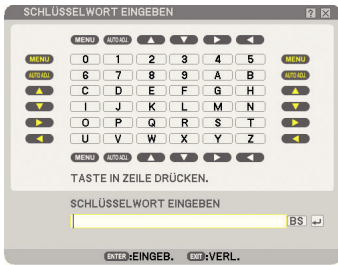 SCHLÜSSELWORT EINGEBEN ?
MENU AUTO ADJ.
MENU 0 1 2 3 4 5 MENU
AUTO ADJ. 6 7 8 9 A B AUTO ADJ.
C D E F G H
I J K L M N
O P Q R S T
U V W X Y Z
MENU AUTO ADJ.
TASTE IN ZEILE DRÜCKEN.
SCHLÜSSELWORT EINGEBEN
BS
ENTER:EINGEB. EXIT:VERL.